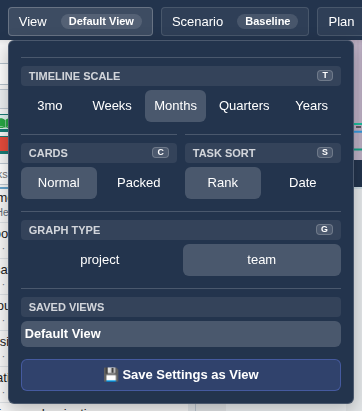 View Default View Scenario Baseline Plan
TIMELINE SCALE T
3mo Weeks Months Quarters Years
CARDS C TASK SORT S
Normal Packed Rank Date
GRAPH TYPE G
project team
SAVED VIEWS
Default View
💾 Save Settings as View